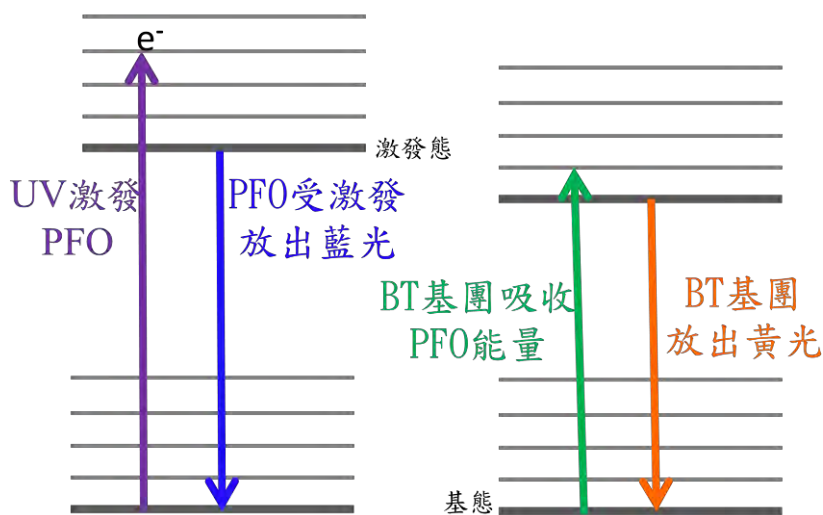 e-
激發態
UV激發
PFO
PFO受激發
放出藍光
BT基團吸收
PFO能量
BT基團
放出黃光
基態